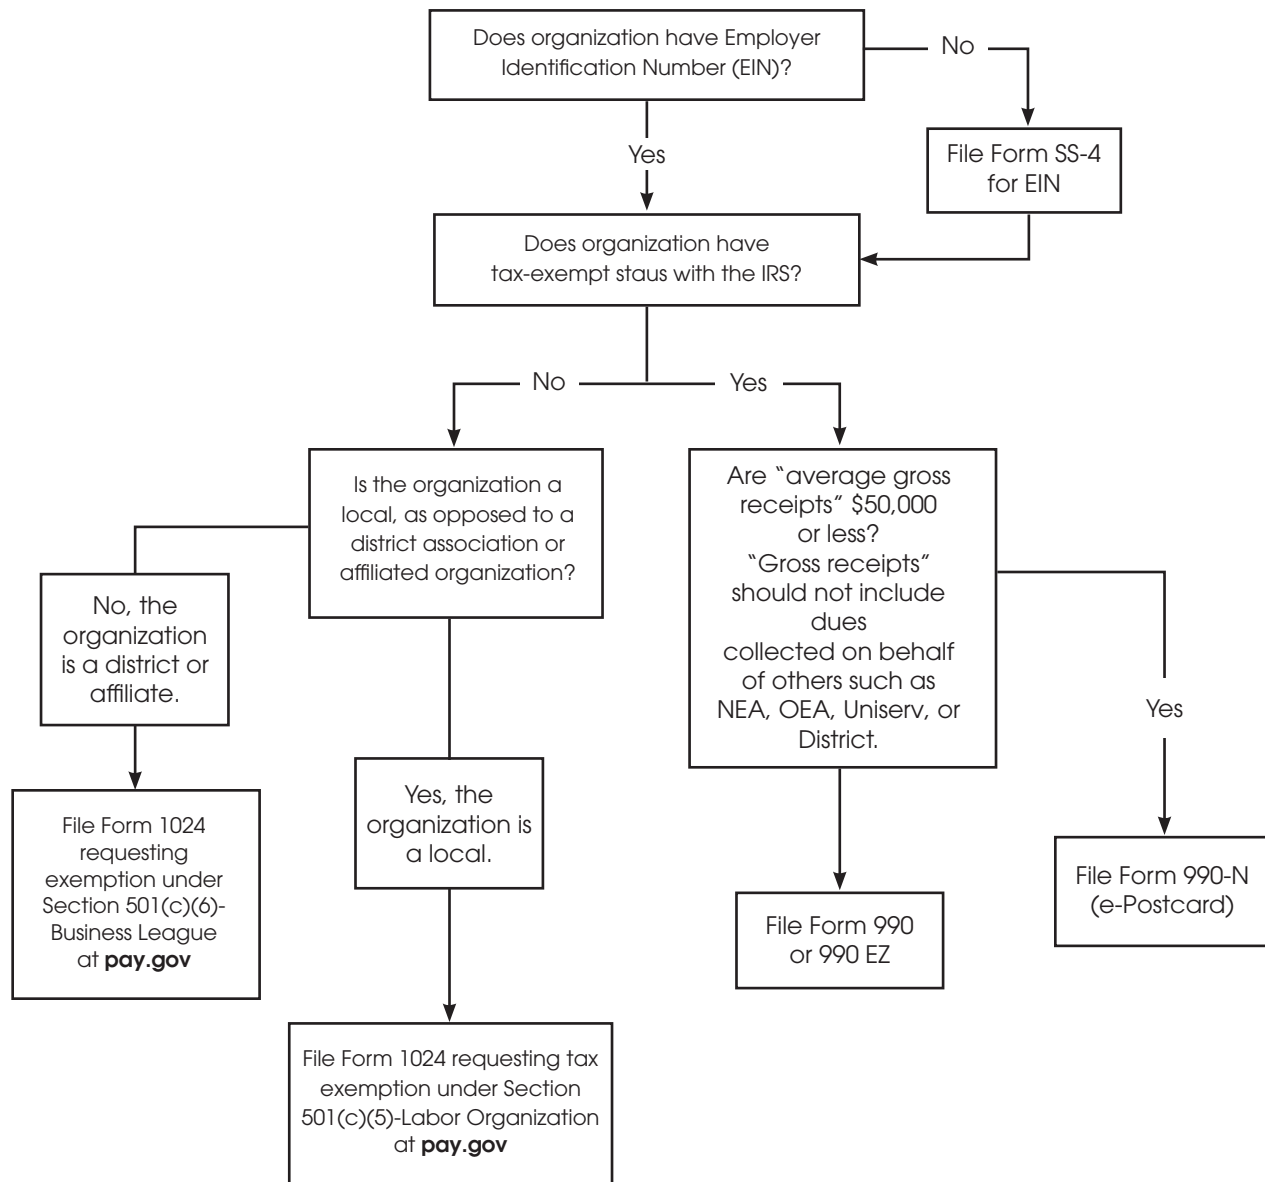 Does organization have Employer
Identification Number (EIN)?
No
Yes
File Form SS-4
for EIN
Does organization have
tax-exempt staus with the IRS?
No
Yes
Is the organization a
local, as opposed to a
district association or
affiliated organization?
Are “average gross
receipts” $50,000
or less?
“Gross receipts”
should not include
dues
collected on behalf
of others such as
NEA, OEA, Uniserv, or
District.
No, the
organization
is a district or
affiliate.
Yes
Yes, the
organization is
a local.
File Form 1024
requesting
exemption under
Section 501(c)(6)-
Business League
at pay.gov
File Form 990
or 990 EZ
File Form 990-N
(e-Postcard)
File Form 1024 requesting tax
exemption under Section
501(c)(5)-Labor Organization
at pay.gov